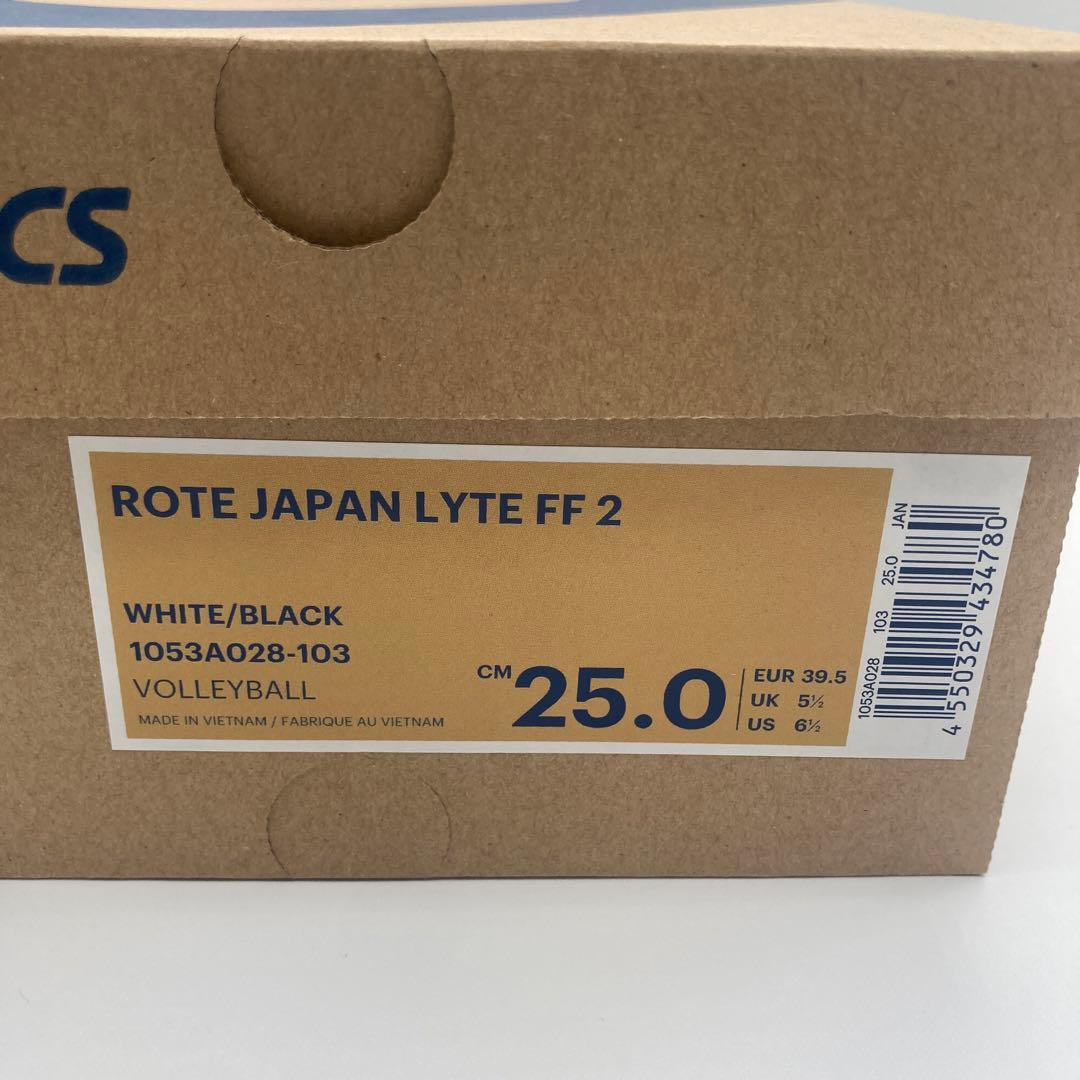 CS
ROTE JAPAN LYTE FF 2
WHITE/BLACK
1053A028-103
VOLLEYBALL
MADE IN VIETNAM / FABRIQUE AU VIETNAM
CM 25.0
EUR 39.5
UK 5½
US 6½
1053A028 103 25.0 JAN
4 550329 434780